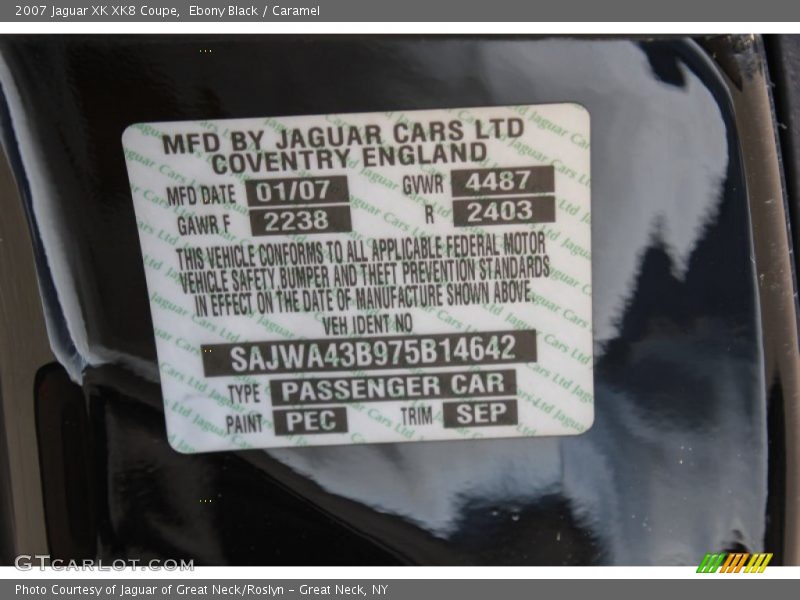 2007 Jaguar XK XK8 Coupe,  Ebony Black / Caramel
MFD BY JAGUAR CARS LTD
COVENTRY ENGLAND
MFD DATE 01/07 GVWR 4487
GAWR F 2238 R 2403
THIS VEHICLE CONFORMS TO ALL APPLICABLE FEDERAL MOTOR
VEHICLE SAFETY, BUMPER AND THEFT PREVENTION STANDARDS
IN EFFECT ON THE DATE OF MANUFACTURE SHOWN ABOVE.
VEH IDENT NO
SAJWA43B975B14642
TYPE PASSENGER CAR
PAINT PEC TRIM SEP
GTCARLOT.COM
Photo Courtesy of Jaguar of Great Neck/Roslyn - Great Neck, NY